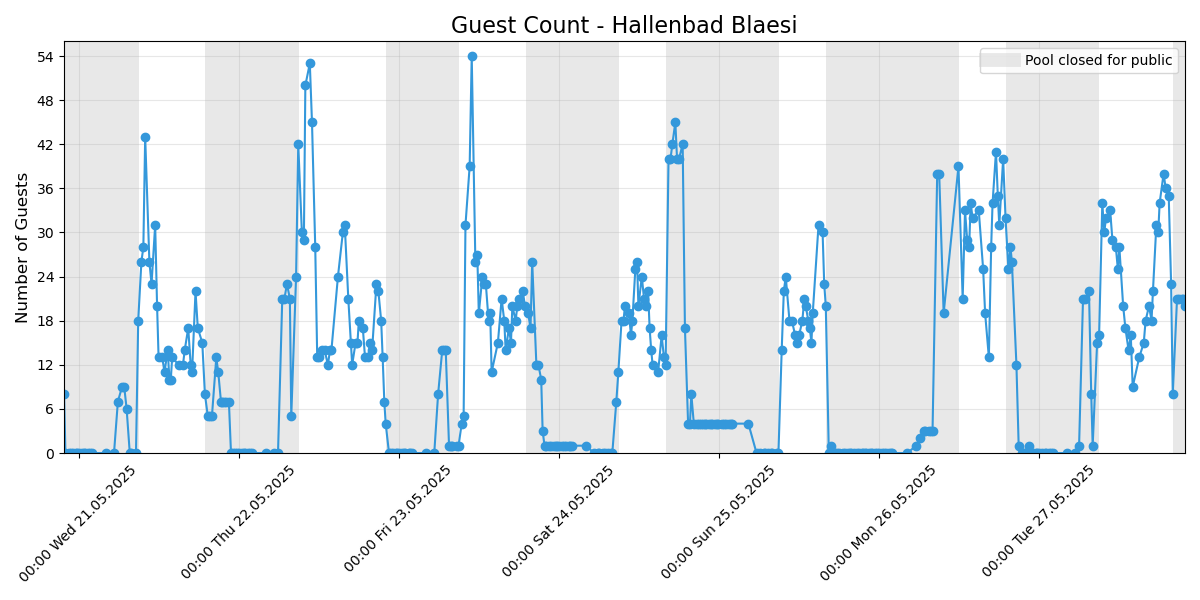 Guest Count - Hallenbad Blaesi
Pool closed for public
Number of Guests
54
48
42
36
30
24
18
12
6
0
00:00 Wed 21.05.2025
00:00 Thu 22.05.2025
00:00 Fri 23.05.2025
00:00 Sat 24.05.2025
00:00 Sun 25.05.2025
00:00 Mon 26.05.2025
00:00 Tue 27.05.2025